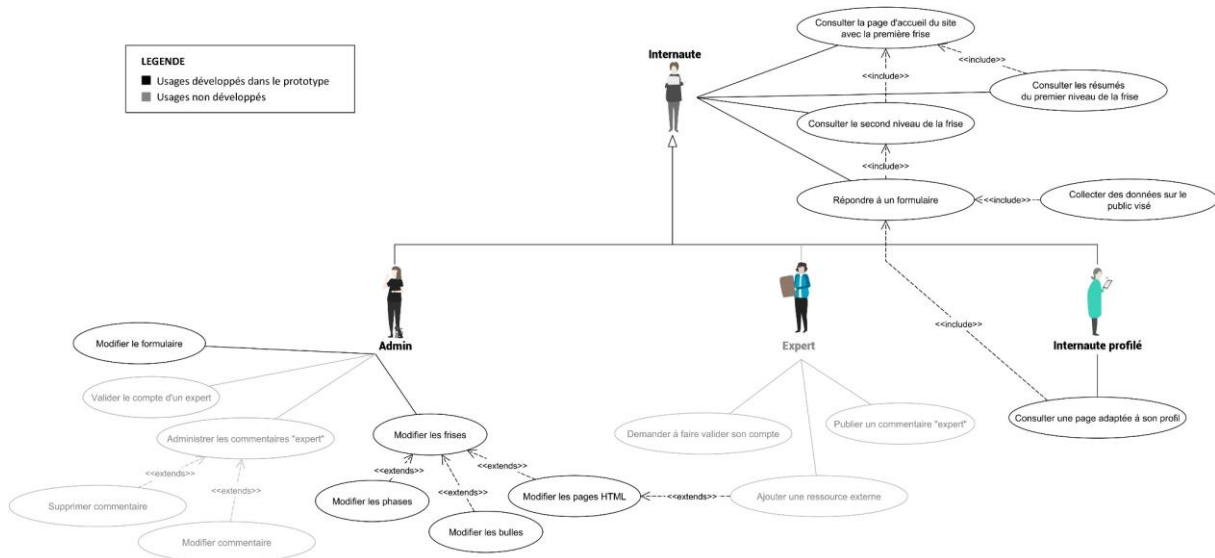 LEGENDE
Usages développés dans le prototype
Usages non développés
Internaute
Consulter la page d'accueil du site
avec la première frise
<<include>>
<<include>>
Consulter les résumés
du premier niveau de la frise
Consulter le second niveau de la frise
<<include>>
Répondre à un formulaire
<<include>>
Collecter des données sur le
public visé
<<include>>
Admin
Expert
Internaute profilé
Modifier le formulaire
Valider le compte d'un expert
Administrer les commentaires "expert"
Modifier les frises
Demander à faire valider son compte
Publier un commentaire "expert"
Consulter une page adaptée à son profil
<<extends>>
<<extends>>
<<extends>>
<<extends>>
<<extends>>
Supprimer commentaire
Modifier commentaire
Modifier les phases
Modifier les bulles
Modifier les pages HTML
<<extends>>
Ajouter une ressource externe